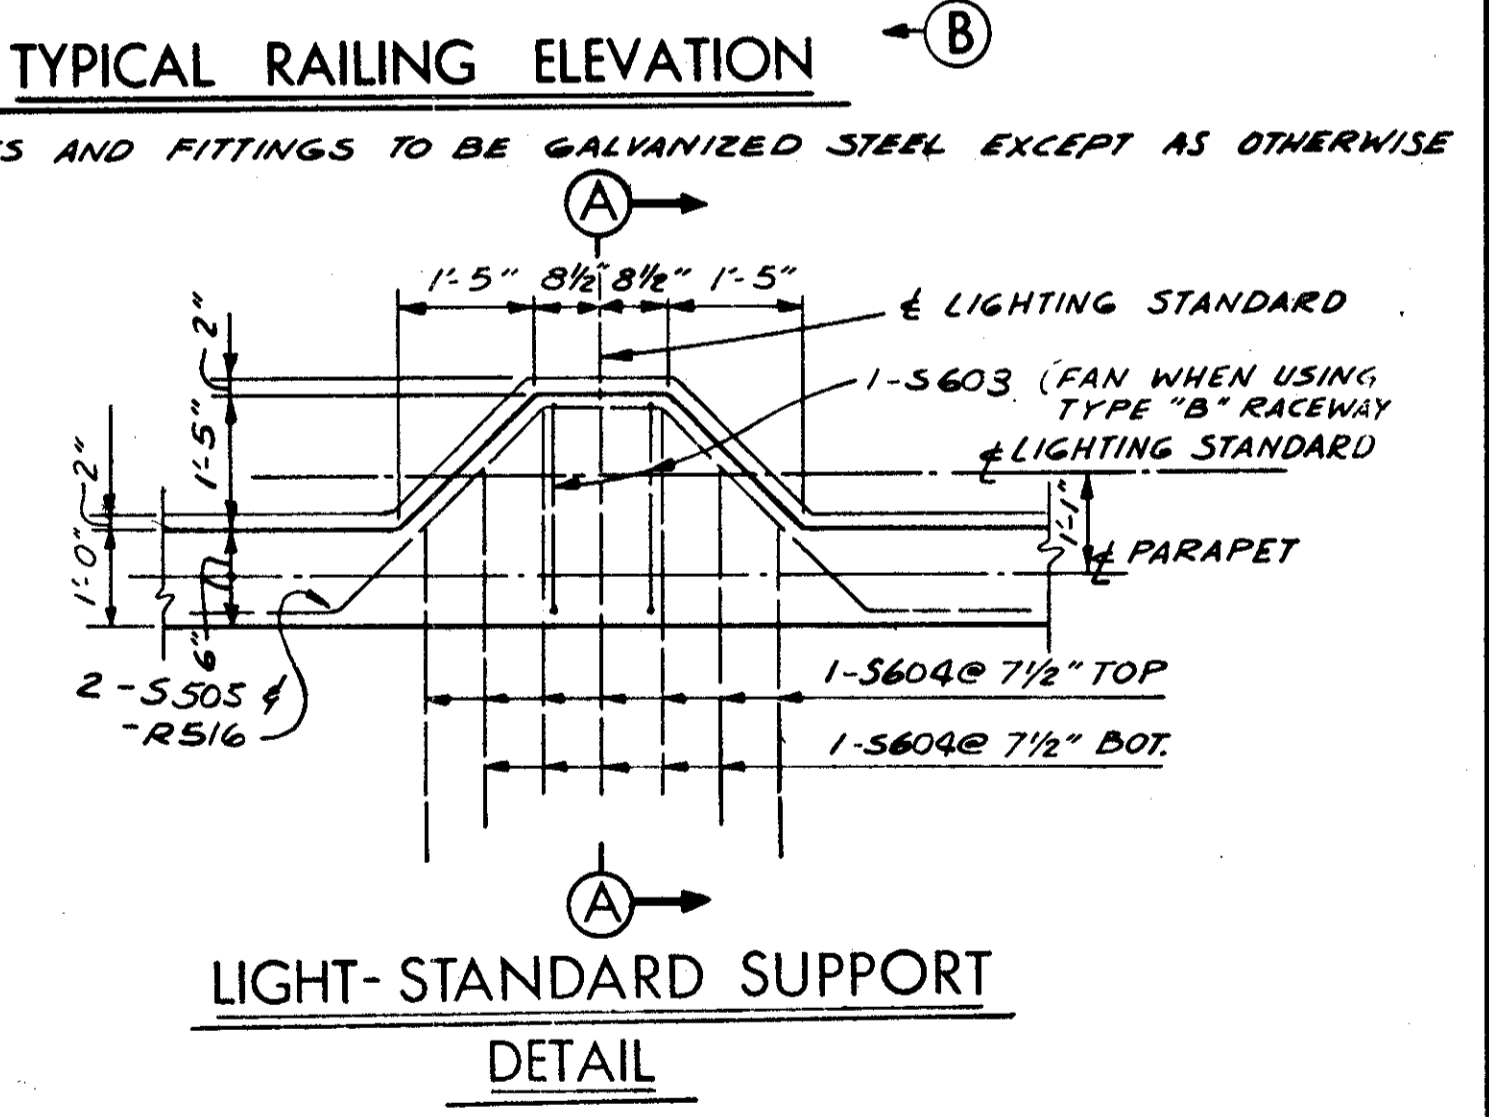 TYPICAL RAILING ELEVATION
B
AND FITTINGS TO BE GALVANIZED STEEL EXCEPT AS OTHERWISE
A
1'-5" 8½" 8½" 1'-5"
℄ LIGHTING STANDARD
2"
1-S603 (FAN WHEN USING
TYPE "B" RACEWAY
1'-5"
℄ LIGHTING STANDARD
2"
1'-1"
1'-0"
℄ PARAPET
6"
1-S604@ 7½" TOP
2-S505 &
-R516
1-S604@ 7½" BOT.
A
LIGHT-STANDARD SUPPORT
DETAIL